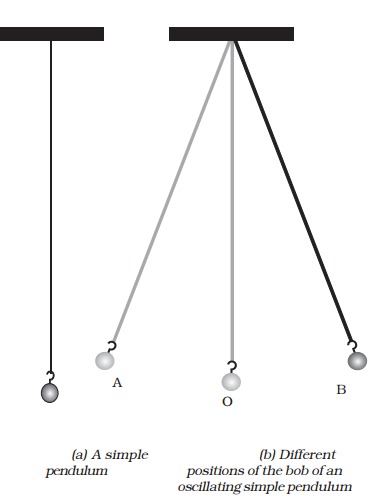 A
O
B
(a) A simple
pendulum
(b) Different
positions of the bob of an
oscillating simple pendulum